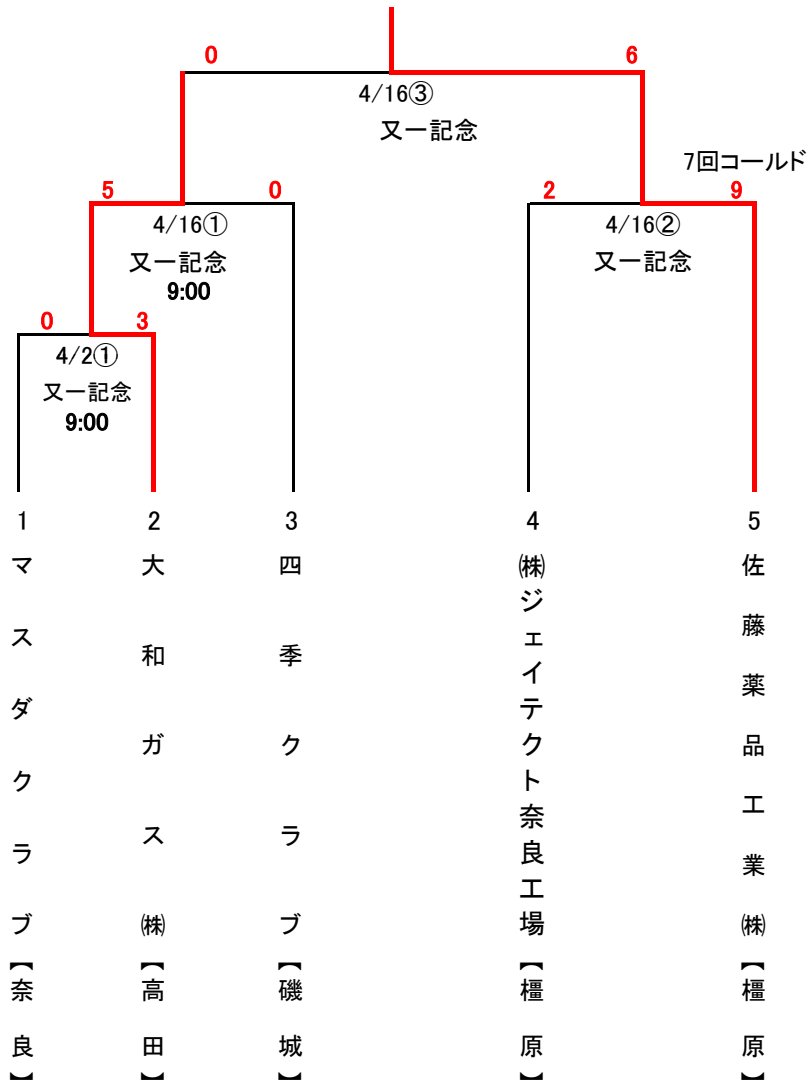 0 6
4/16③
又一記念
7回コールド
5 0 2 9
4/16① 4/16②
又一記念 又一記念
9:00
0 3
4/2①
又一記念
9:00
1 2 3 4 5
マスダクラブ【奈良】
大和ガス㈱【高田】
四季クラブ【磯城】
㈱ジェイテクト奈良工場【橿原】
佐藤薬品工業㈱【橿原】